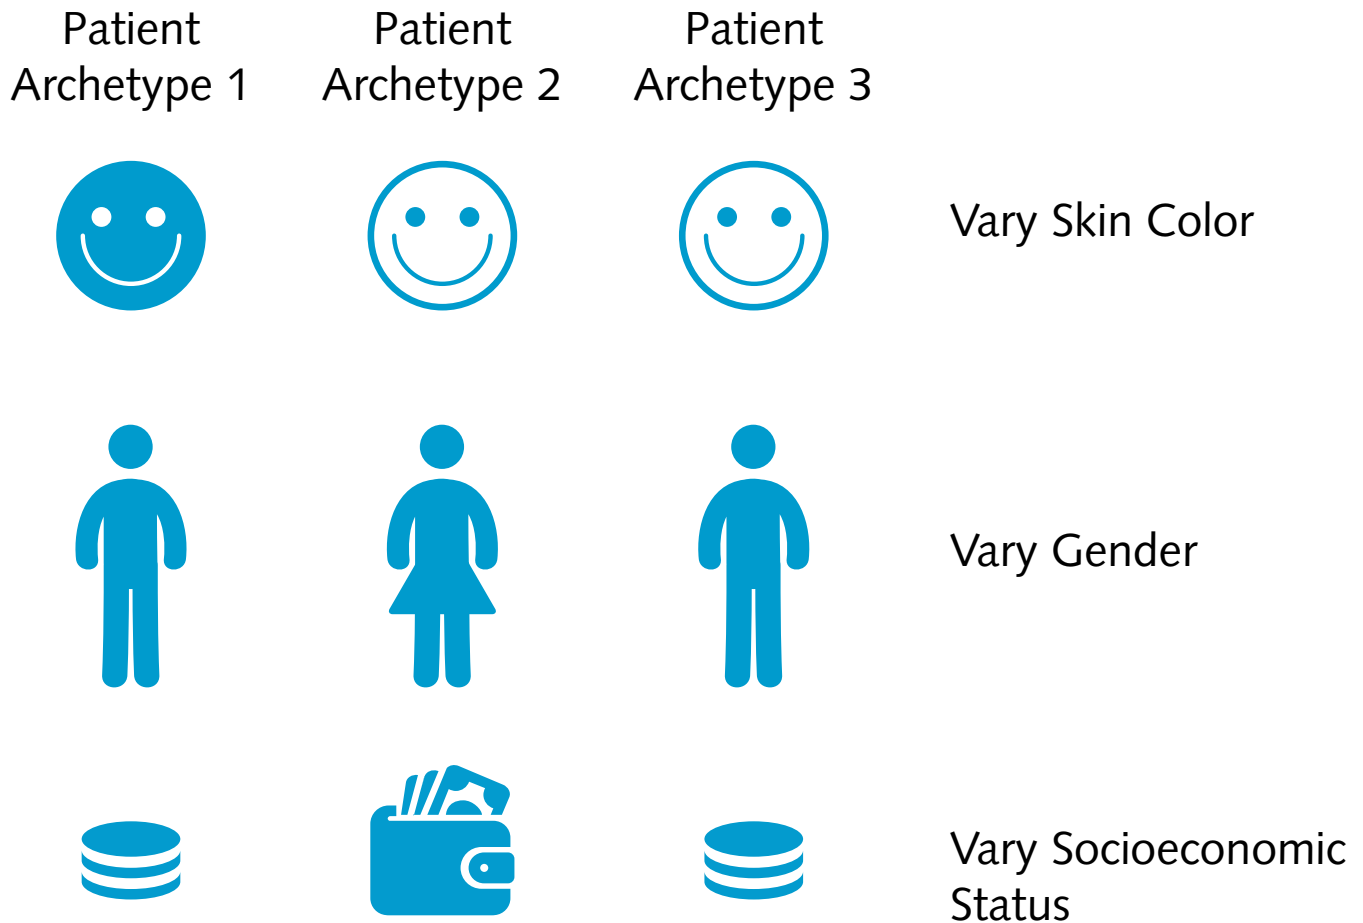 Patient
Archetype 1
Patient
Archetype 2
Patient
Archetype 3
Vary Skin Color
Vary Gender
Vary Socioeconomic
Status